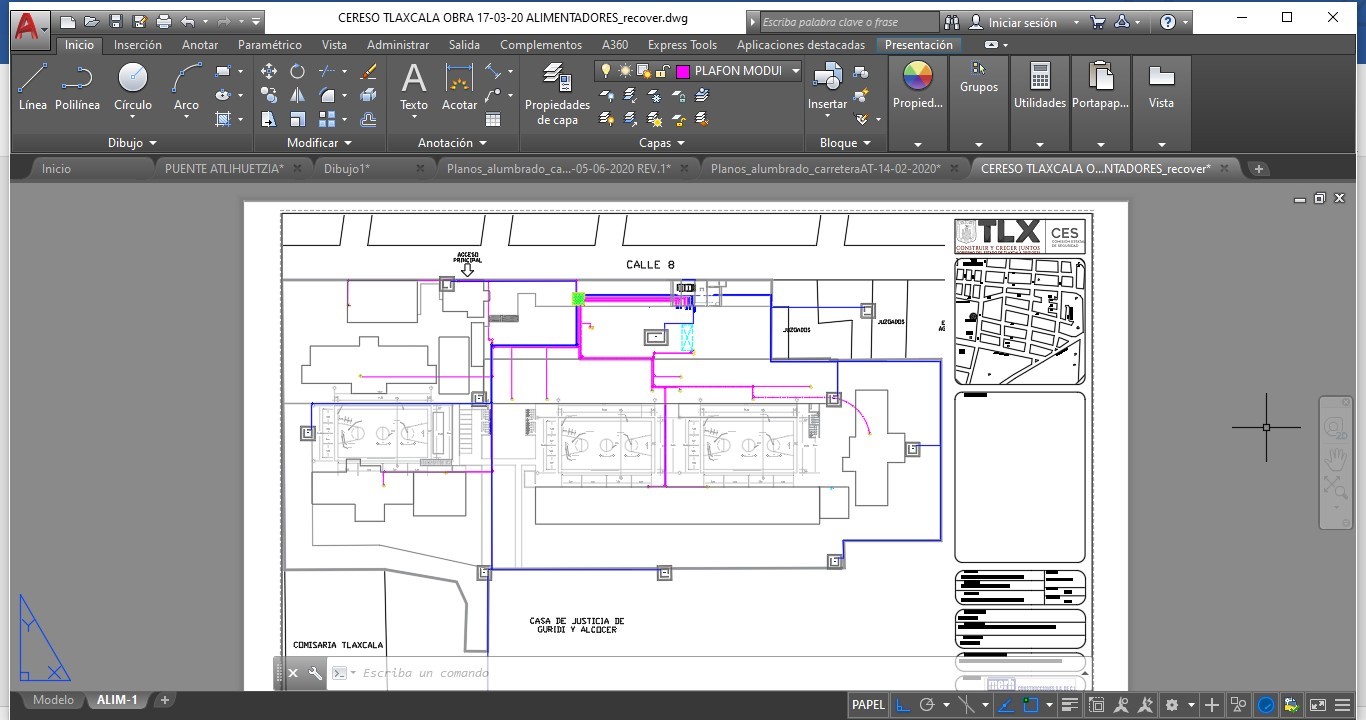 CERESO TLAXCALA OBRA 17-03-20 ALIMENTADORES_recover.dwg
Escriba palabra clave o frase
Iniciar sesión
Inicio Inserción Anotar Paramétrico Vista Administrar Salida Complementos A360 Express Tools Aplicaciones destacadas Presentación
PLAFON MODUI
Línea Polilínea Círculo Arco
Texto Acotar
Propiedades de capa
Insertar
Propied... Grupos Utilidades Portapap... Vista
Dibujo Modificar Anotación Capas Bloque
Inicio PUENTE ATLIHUETZIA* Dibujo1* Planos_alumbrado_ca...-05-06-2020 REV.1* Planos_alumbrado_carreteraAT-14-02-2020* CERESO TLAXCALA O...NTADORES_recover*
TLX CES
CONSTRUIR Y CRECER JUNTOS
ACCESO
PRINCIPAL
CALLE 8
JUZGADOS
JUZGADOS
CASA DE JUSTICIA DE
GURIDI Y ALCOCER
COMISARIA TLAXCALA
Escriba un comando
Y
X
merh
Modelo ALIM-1
PAPEL